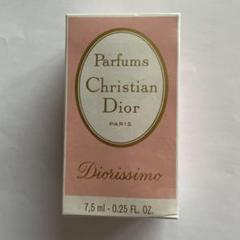 Parfums
Christian
Dior
PARIS
Diorissimo
7,5 ml - 0.25 FL. OZ.